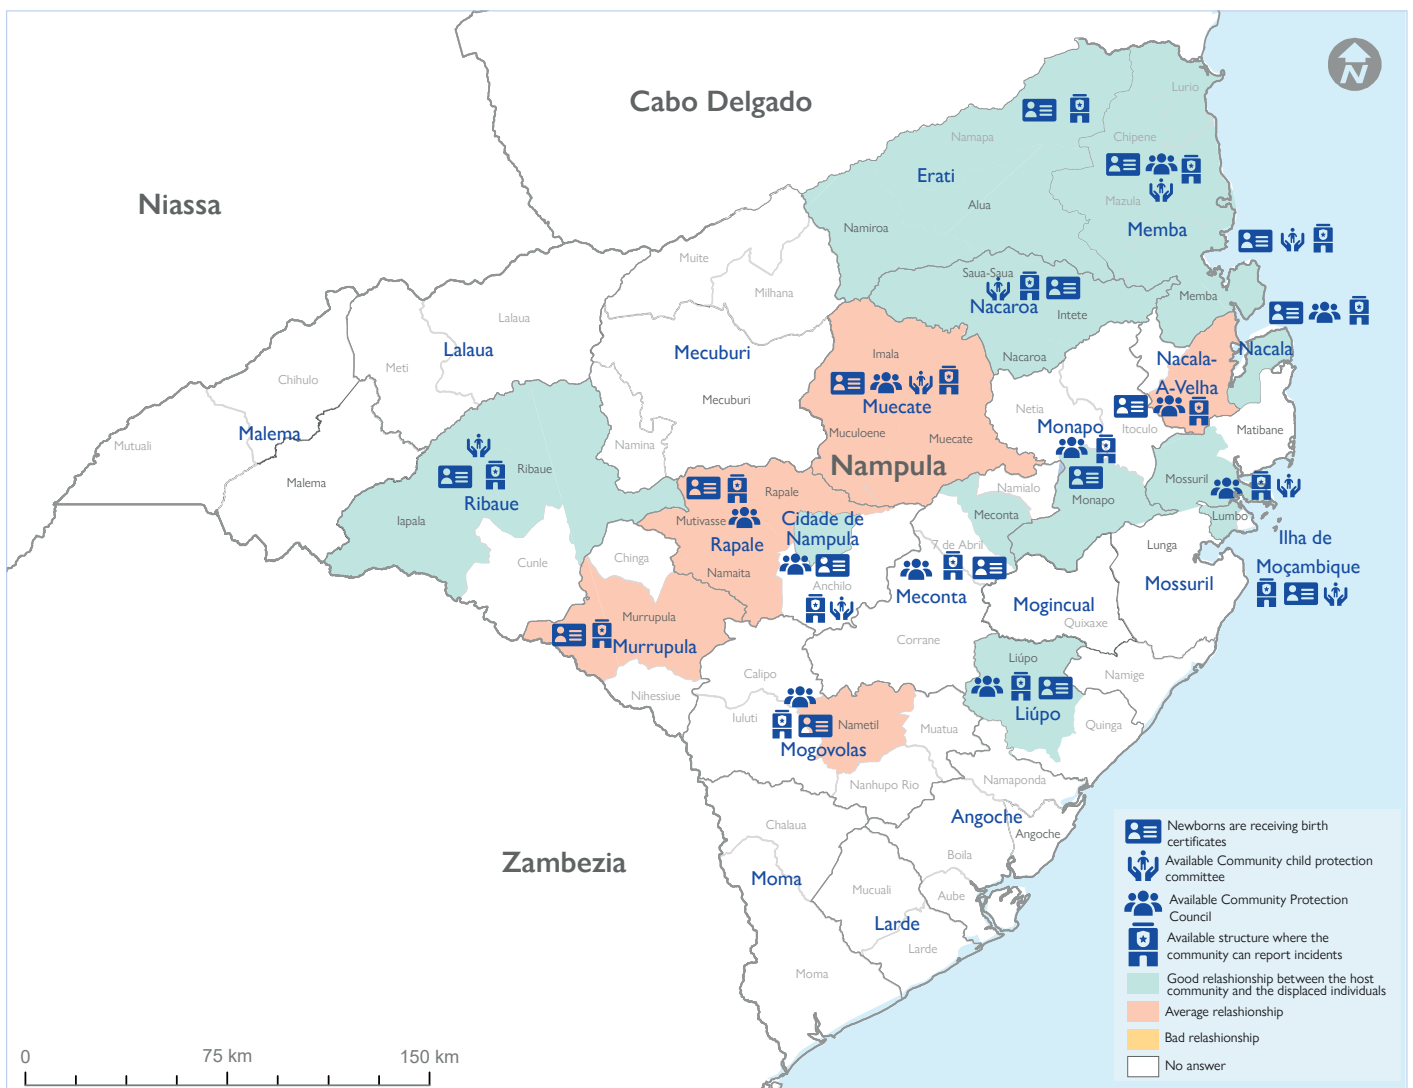 Cabo Delgado
Niassa
Lurio
Namapa
Chipene
Erati
Alua
Mazula
Namiroa
Memba
Muite
Milhana
Saua-Saua
Nacaroa
Intete
Memba
Lalaua
Lalaua
Meti
Chihulo
Mecuburi
Mecuburi
Imala
Nacaroa
Nacala-
A-Velha
Nacala
Muecate
Netia
Monapo
Itoculo
Matibane
Mutuali
Malema
Malema
Namina
Muculoene
Muecate
Nampula
Ribaue
Ribaue
Iapala
Rapale
Mutivasse
Rapale
Namaita
Cidade de
Nampula
Anchilo
Namialo
Meconta
Monapo
Mossuril
Lumbo
Ilha de
Moçambique
Cunle
Chinga
7 de Abril
Meconta
Lunga
Mossuril
Mogincual
Quixaxe
Murrupula
Murrupula
Corrane
Liúpo
Liúpo
Namige
Quinga
Nihessiue
Calipo
Iuluti
Nametil
Mogovolas
Muatua
Nanhupo Rio
Namaponda
Angoche
Angoche
Boila
Aube
Chalaua
Zambezia
Moma
Mucuali
Larde
Larde
Moma
Newborns are receiving birth
certificates
Available Community child protection
committee
Available Community Protection
Council
Available structure where the
community can report incidents
Good relashionship between the host
community and the displaced individuals
Average relashionship
Bad relashionship
No answer
0 75 km 150 km
N